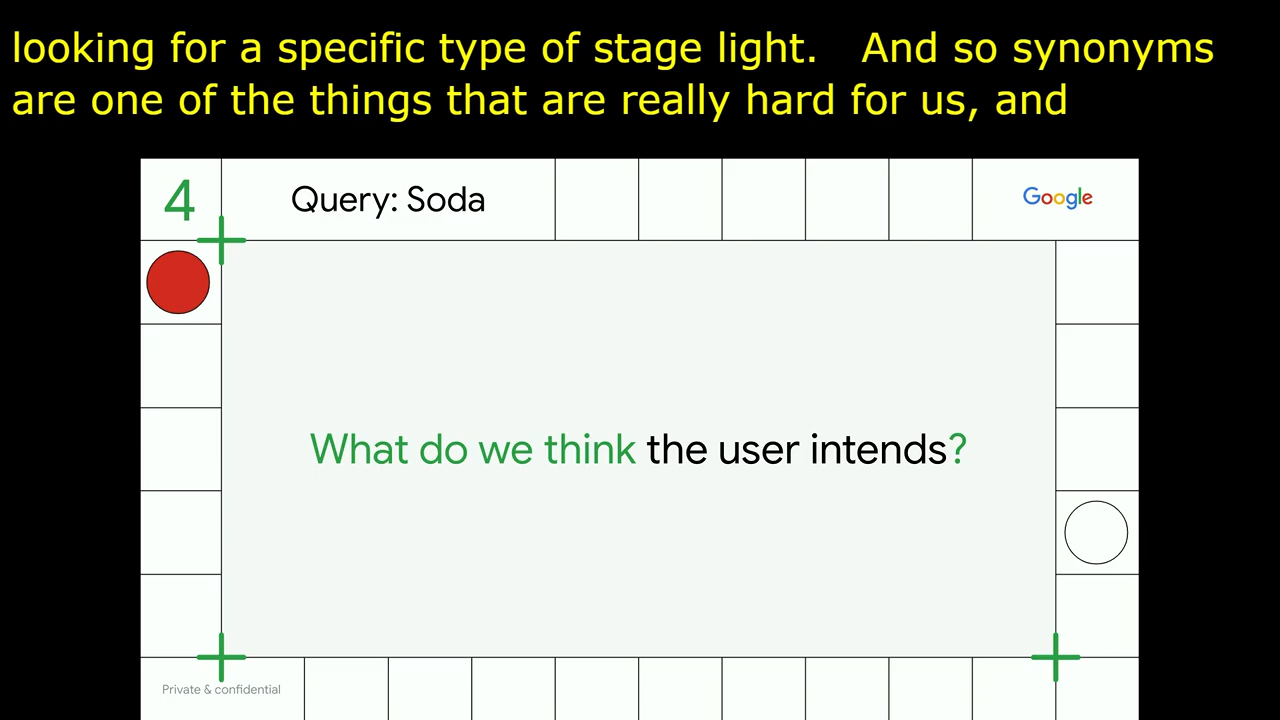 looking for a specific type of stage light.   And so synonyms
are one of the things that are really hard for us, and
4
Query: Soda
Google
What do we think the user intends?
Private & confidential